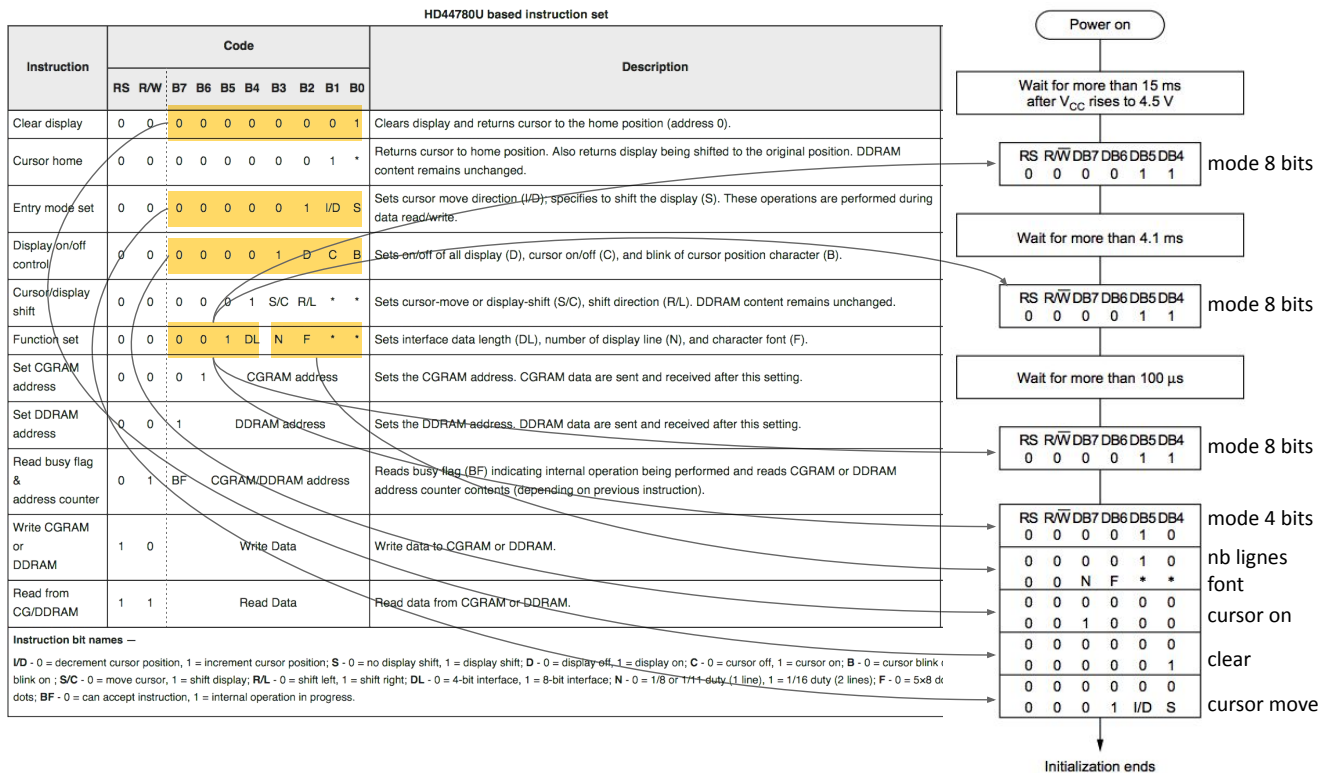 HD44780U based instruction set
Instruction Code Description
RS R/W B7 B6 B5 B4 B3 B2 B1 B0
Clear display 0 0 0 0 0 0 0 0 0 1 Clears display and returns cursor to the home position (address 0).
Cursor home 0 0 0 0 0 0 0 0 1 * Returns cursor to home position. Also returns display being shifted to the original position. DDRAM
content remains unchanged.
Entry mode set 0 0 0 0 0 0 0 1 I/D S Sets cursor move direction (I/D); specifies to shift the display (S). These operations are performed during
data read/write.
Display on/off
control 0 0 0 0 0 0 1 D C B Sets on/off of all display (D), cursor on/off (C), and blink of cursor position character (B).
Cursor/display
shift 0 0 0 0 0 1 S/C R/L * * Sets cursor-move or display-shift (S/C), shift direction (R/L). DDRAM content remains unchanged.
Function set 0 0 0 0 1 DL N F * * Sets interface data length (DL), number of display line (N), and character font (F).
Set CGRAM
address 0 0 0 1 CGRAM address Sets the CGRAM address. CGRAM data are sent and received after this setting.
Set DDRAM
address 0 0 1 DDRAM address Sets the DDRAM address. DDRAM data are sent and received after this setting.
Read busy flag
&
address counter 0 1 BF CGRAM/DDRAM address Reads busy flag (BF) indicating internal operation being performed and reads CGRAM or DDRAM
address counter contents (depending on previous instruction).
Write CGRAM
or
DDRAM 1 0 Write Data Write data to CGRAM or DDRAM.
Read from
CG/DDRAM 1 1 Read Data Read data from CGRAM or DDRAM.
Instruction bit names —
I/D - 0 = decrement cursor position, 1 = increment cursor position; S - 0 = no display shift, 1 = display shift; D - 0 = display off, 1 = display on; C - 0 = cursor off, 1 = cursor on; B - 0 = cursor blink
blink on ; S/C - 0 = move cursor, 1 = shift display; R/L - 0 = shift left, 1 = shift right; DL - 0 = 4-bit interface, 1 = 8-bit interface; N - 0 = 1/8 or 1/11 duty (1 line), 1 = 1/16 duty (2 lines); F - 0 = 5×8
dots; BF - 0 = can accept instruction, 1 = internal operation in progress.
Power on
Wait for more than 15 ms
after VCC rises to 4.5 V
RS R/W̅ DB7 DB6 DB5 DB4
0 0 0 0 1 1
mode 8 bits
Wait for more than 4.1 ms
RS R/W̅ DB7 DB6 DB5 DB4
0 0 0 0 1 1
mode 8 bits
Wait for more than 100 µs
RS R/W̅ DB7 DB6 DB5 DB4
0 0 0 0 1 1
mode 8 bits
RS R/W̅ DB7 DB6 DB5 DB4
0 0 0 0 1 0
mode 4 bits
0 0 0 0 1 0
0 0 N F * *
nb lignes
font
0 0 0 0 0 0
0 0 1 0 0 0
cursor on
0 0 0 0 0 0
0 0 0 0 0 1
clear
0 0 0 0 0 0
0 0 0 1 I/D S
cursor move
Initialization ends